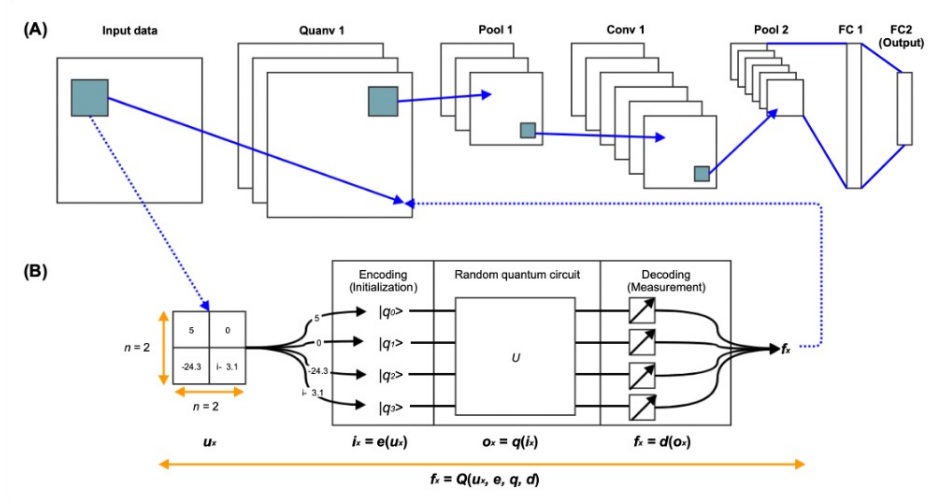 (A)
Input data
Quanv 1
Pool 1
Conv 1
Pool 2
FC 1
FC2
(Output)
(B)
Encoding
(Initialization)
Random quantum circuit
Decoding
(Measurement)
n = 2
5
0
-24.3
i- 3.1
n = 2
5
0
-24.3
i- 3.1
|q0>
|q1>
|q2>
|q3>
U
fx
ux
ix = e(ux)
ox = q(ix)
fx = d(ox)
fx = Q(ux, e, q, d)